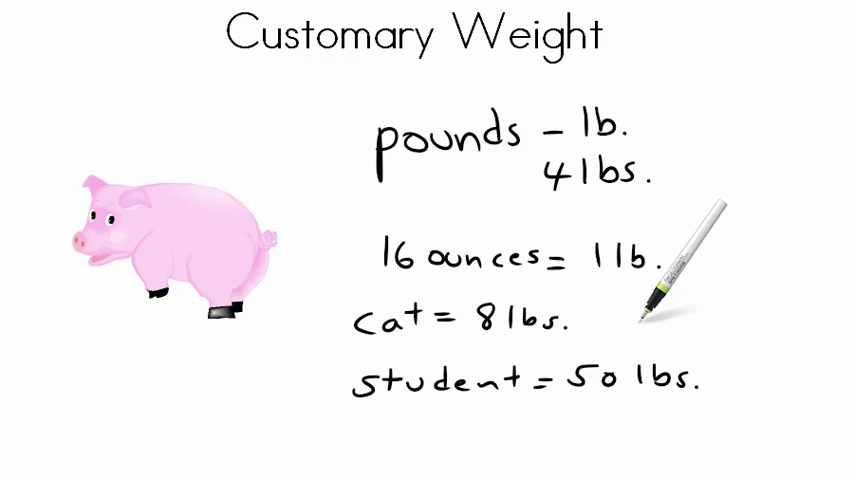 Customary Weight
pounds - lb.
4 lbs.
16 ounces = 1 lb.
cat = 8 lbs.
student = 50 lbs.